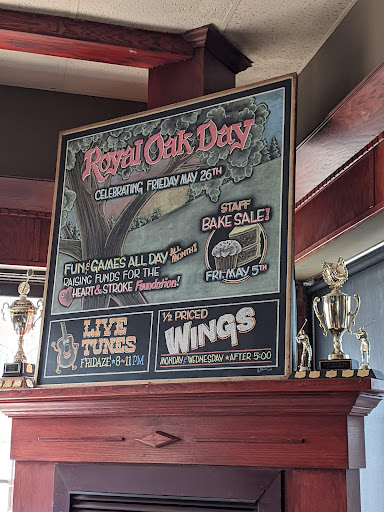 Royal Oak Day
CELEBRATING FRIEDAY MAY 26TH
STAFF
BAKE SALE!
FRI. MAY 5TH
FUN & GAMES ALL DAY ALL MONTH!
RAISING FUNDS FOR THE
HEART & STROKE Foundation!
LIVE
TUNES
FRIDAZE 8-11 PM
1/2 PRICED
WINGS
MONDAY & WEDNESDAY AFTER 5:00